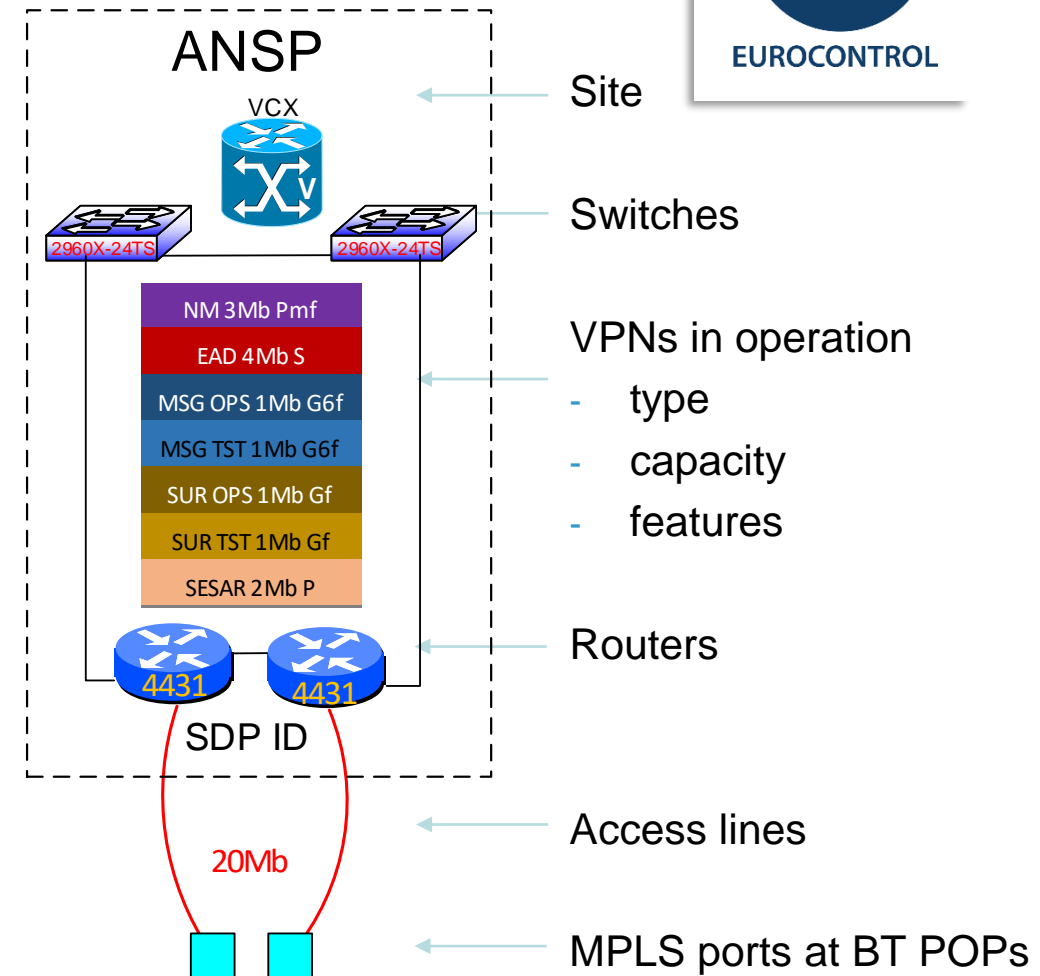 ANSP
EUROCONTROL
VCX
Site
V
Switches
2960X-24TS
2960X-24TS
NM 3Mb Pmf
EAD 4Mb S
MSG OPS 1Mb G6f
MSG TST 1Mb G6f
SUR OPS 1Mb Gf
SUR TST 1Mb Gf
SESAR 2Mb P
VPNs in operation
- type
- capacity
- features
Routers
4431
4431
SDP ID
Access lines
20Mb
MPLS ports at BT POPs